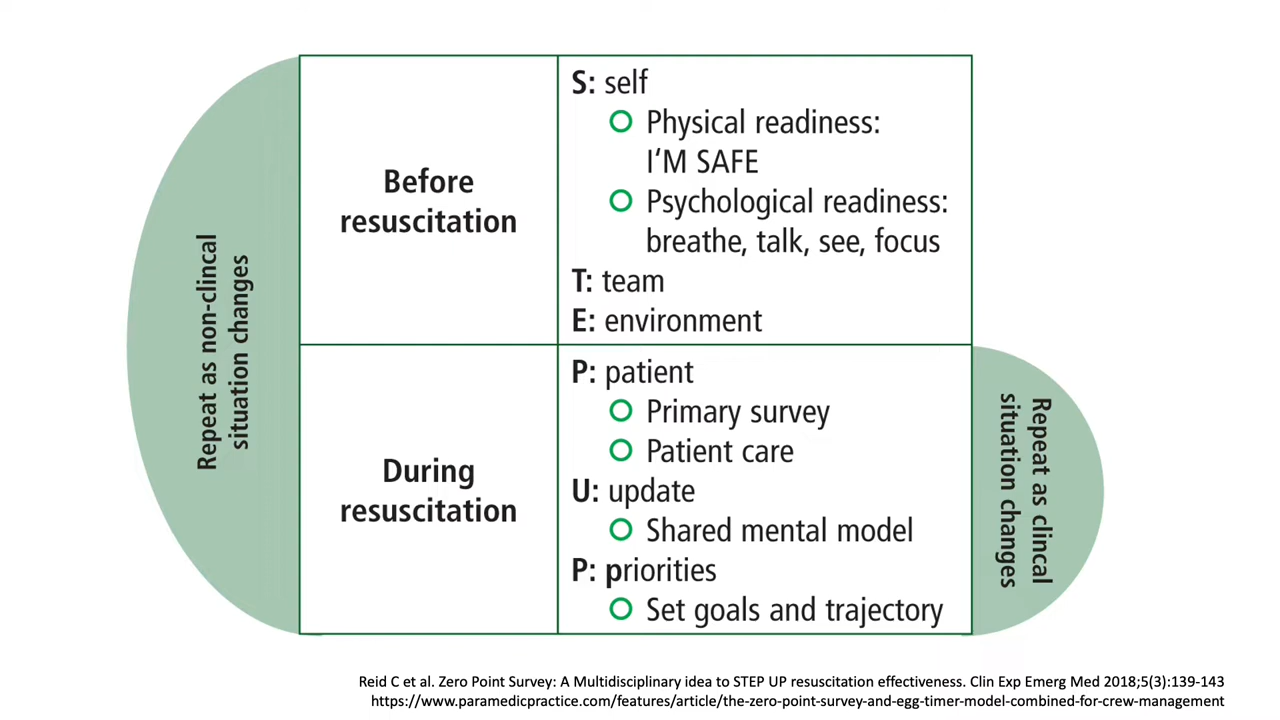 Repeat as non-clincal
situation changes
Before
resuscitation
S: self
Physical readiness:
I'M SAFE
Psychological readiness:
breathe, talk, see, focus
T: team
E: environment
During
resuscitation
P: patient
Primary survey
Patient care
U: update
Shared mental model
P: priorities
Set goals and trajectory
Repeat as clincal
situation changes
Reid C et al. Zero Point Survey: A Multidisciplinary idea to STEP UP resuscitation effectiveness. Clin Exp Emerg Med 2018;5(3):139-143
https://www.paramedicpractice.com/features/article/the-zero-point-survey-and-egg-timer-model-combined-for-crew-management